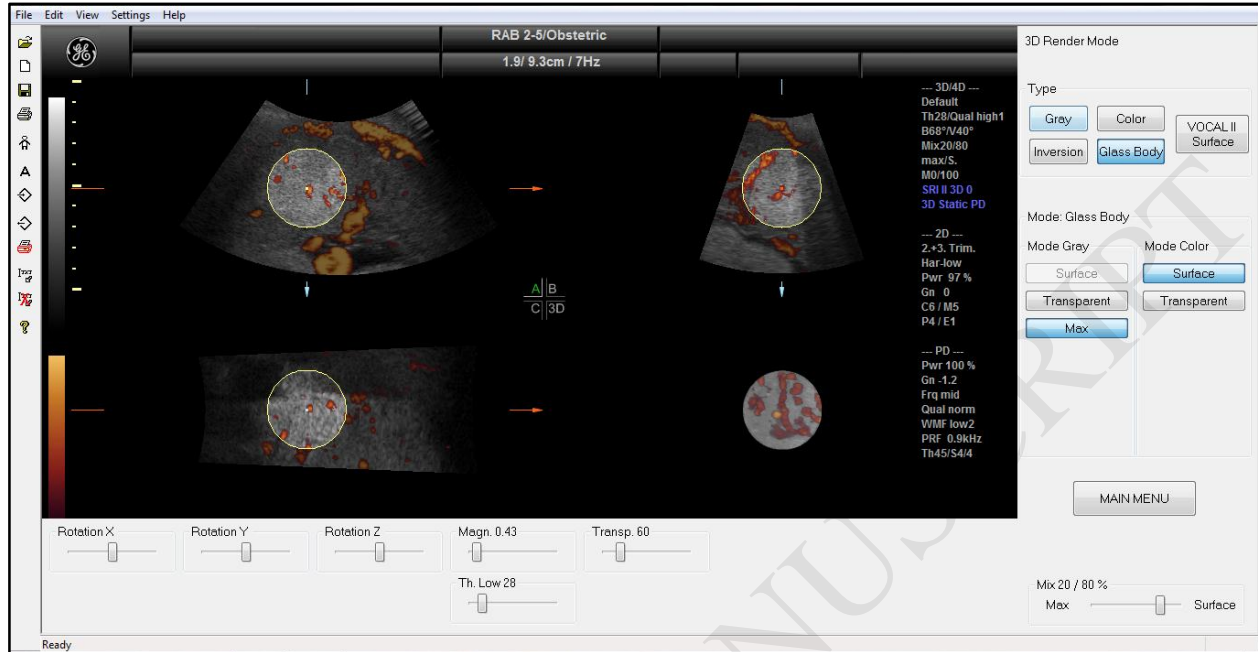 File Edit View Settings Help
RAB 2-5/Obstetric
1.9/ 9.3cm / 7Hz
--- 3D/4D ---
Default
Th28/Qual high1
B68°/V40°
Mix20/80
max/S.
M0/100
SRI II 3D 0
3D Static PD
--- 2D ---
2.+3. Trim.
Har-low
Pwr 97 %
Gn 0
C6 / M5
P4 / E1
--- PD ---
Pwr 100 %
Gn -1.2
Frq mid
Qual norm
WMF low2
PRF 0.9kHz
Th45/S4/4
A B
C 3D
3D Render Mode
Type
Gray Color
VOCAL II
Surface
Inversion Glass Body
Mode: Glass Body
Mode Gray Mode Color
Surface Surface
Transparent Transparent
Max
MAIN MENU
Rotation X Rotation Y Rotation Z Magn. 0.43 Transp. 60
Th. Low 28
Mix 20 / 80 %
Max Surface
Ready